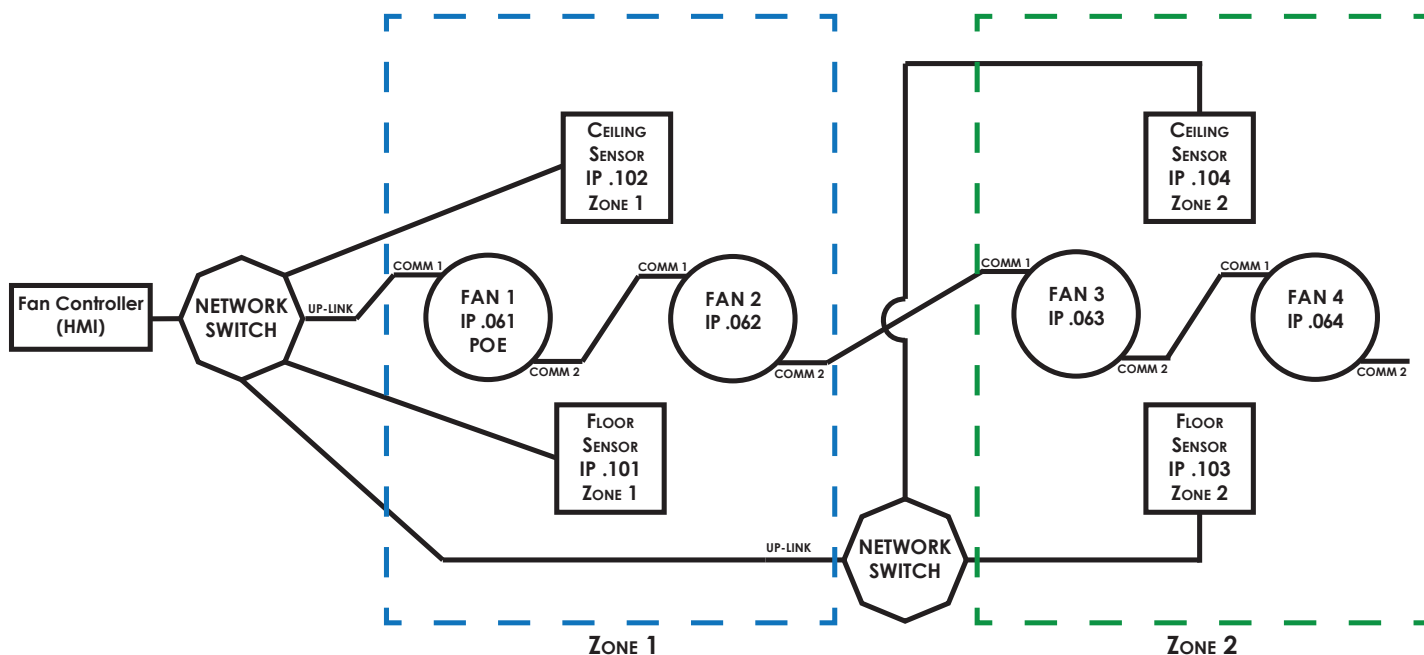 Ceiling
Sensor
IP .102
Zone 1
Ceiling
Sensor
IP .104
Zone 2
Fan Controller
(HMI)
NETWORK
SWITCH
UP-LINK
COMM 1
FAN 1
IP .061
POE
COMM 2
COMM 1
FAN 2
IP .062
COMM 2
COMM 1
FAN 3
IP .063
COMM 2
COMM 1
FAN 4
IP .064
COMM 2
Floor
Sensor
IP .101
Zone 1
Floor
Sensor
IP .103
Zone 2
UP-LINK
NETWORK
SWITCH
Zone 1
Zone 2